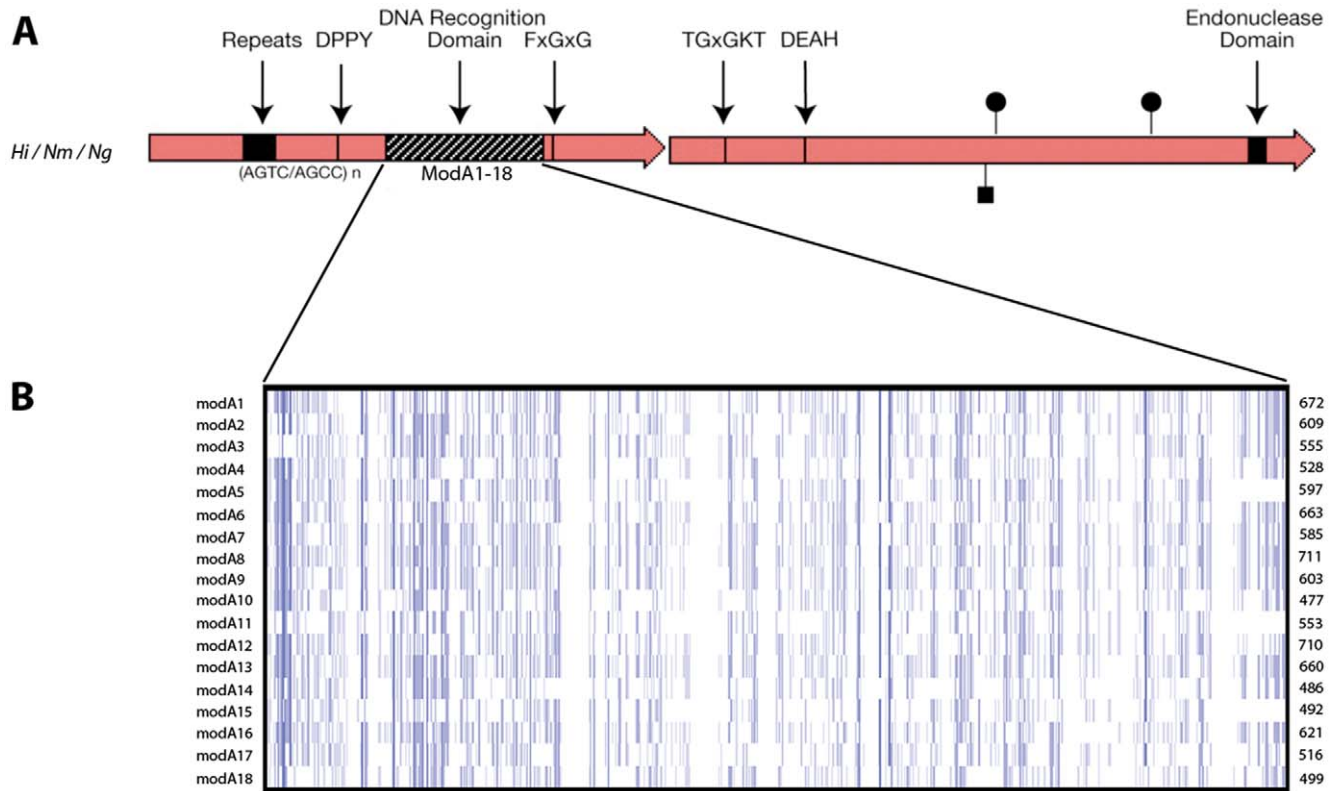 A
DNA Recognition
Endonuclease
Repeats DPPY Domain FxGxG TGxGKT DEAH Domain
Hi / Nm / Ng
(AGTC/AGCC) n ModA1-18
B
modA1 672
modA2 609
modA3 555
modA4 528
modA5 597
modA6 663
modA7 585
modA8 711
modA9 603
modA10 477
modA11 553
modA12 710
modA13 660
modA14 486
modA15 492
modA16 621
modA17 516
modA18 499